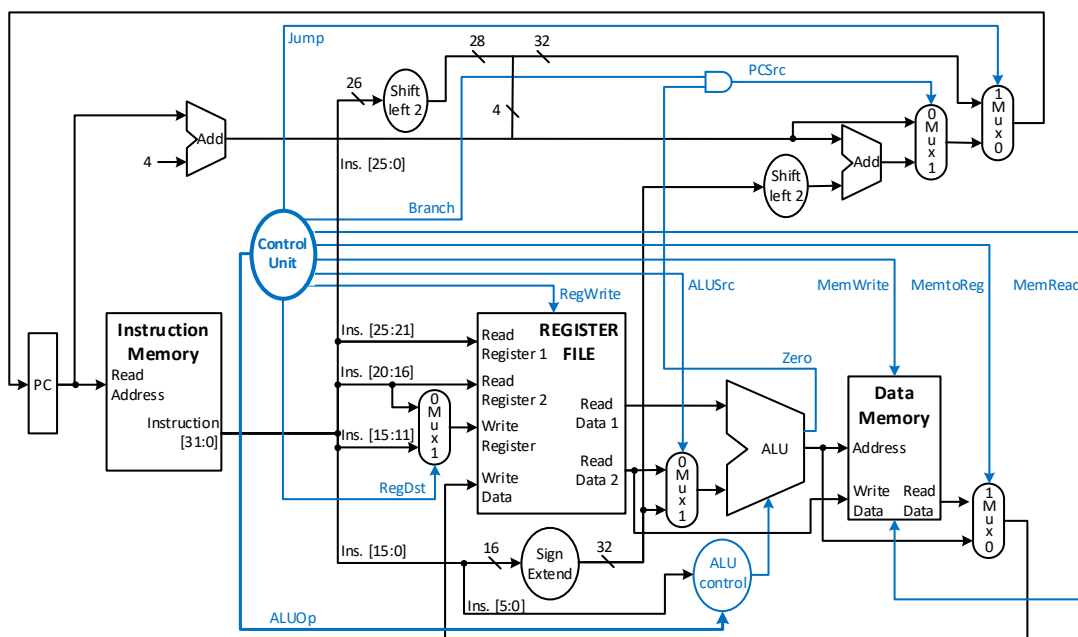 Jump
28
32
26
Shift
left 2
PCSrc
1
M
u
x
0
4
Add
4
0
M
u
x
1
Add
Ins. [25:0]
Shift
left 2
Branch
Control
Unit
RegWrite
ALUSrc
MemWrite
MemtoReg
MemRead
Instruction
Memory
Read
Address
Instruction
[31:0]
PC
Ins. [25:21]
Read
Register 1
REGISTER
FILE
Ins. [20:16]
Read
Register 2
0
M
u
x
1
Write
Register
Ins. [15:11]
RegDst
Write
Data
Read
Data 1
Read
Data 2
Zero
ALU
0
M
u
x
1
Data
Memory
Address
Write
Data
Read
Data
1
M
u
x
0
Ins. [15:0]
16
Sign
Extend
32
ALU
control
Ins. [5:0]
ALUOp